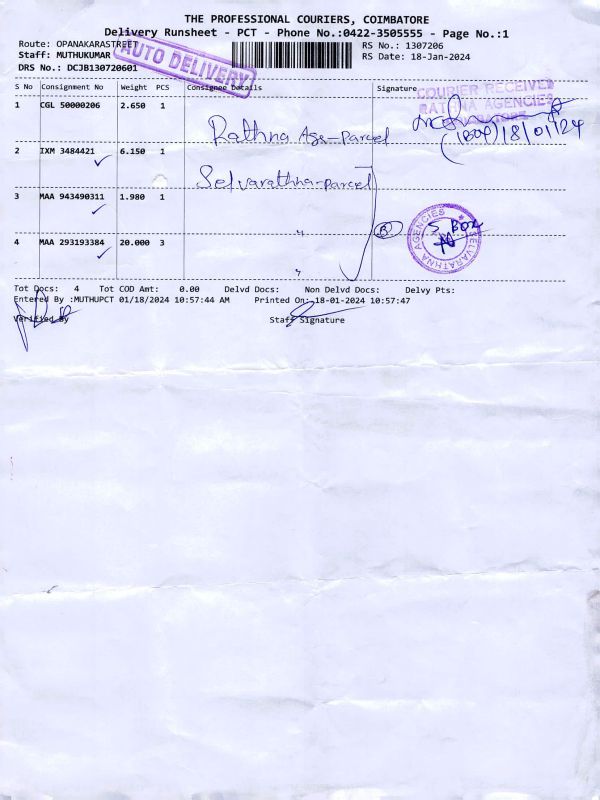 THE PROFESSIONAL COURIERS, COIMBATORE
Delivery Runsheet - PCT - Phone No.:0422-3505555 - Page No.:1
Route: OPANAKARASTREET
RS No.: 1307206
Staff: MUTHUKUMAR
RS Date: 18-Jan-2024
DRS No.: DCJB130720601
AUTO DELIVERY
S No Consignment No Weight PCS Consignee Details Signature
COURIER RECEIVED
RATHNA AGENCIES
1 CGL 50000206 2.650 1
Rathna Age-Parcel
18/01/24
2 IXM 3484421 6.150 1
Selvarathna-parcel
3 MAA 943490311 1.980 1 "
4 MAA 293193384 20.000 3 "
SELVARATHNA AGENCIES
5 Box
Tot Docs: 4 Tot COD Amt: 0.00 Delvd Docs: Non Delvd Docs: Delvy Pts:
Entered By :MUTHUPCT 01/18/2024 10:57:44 AM Printed On: 18-01-2024 10:57:47
Verified By
Staff Signature